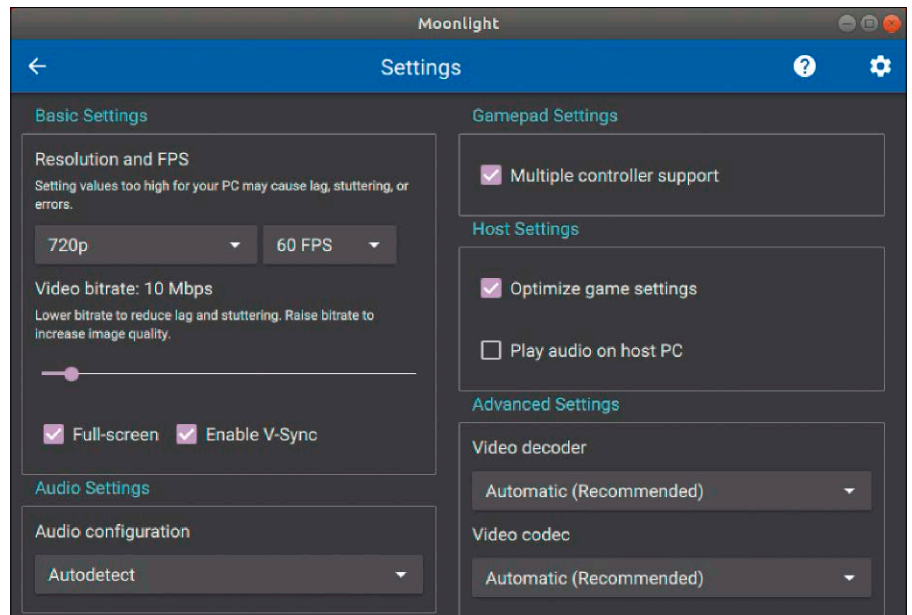 Moonlight
Settings
Basic Settings
Resolution and FPS
Setting values too high for your PC may cause lag, stuttering, or
errors.
720p
60 FPS
Video bitrate: 10 Mbps
Lower bitrate to reduce lag and stuttering. Raise bitrate to
increase image quality.
Full-screen
Enable V-Sync
Audio Settings
Audio configuration
Autodetect
Gamepad Settings
Multiple controller support
Host Settings
Optimize game settings
Play audio on host PC
Advanced Settings
Video decoder
Automatic (Recommended)
Video codec
Automatic (Recommended)